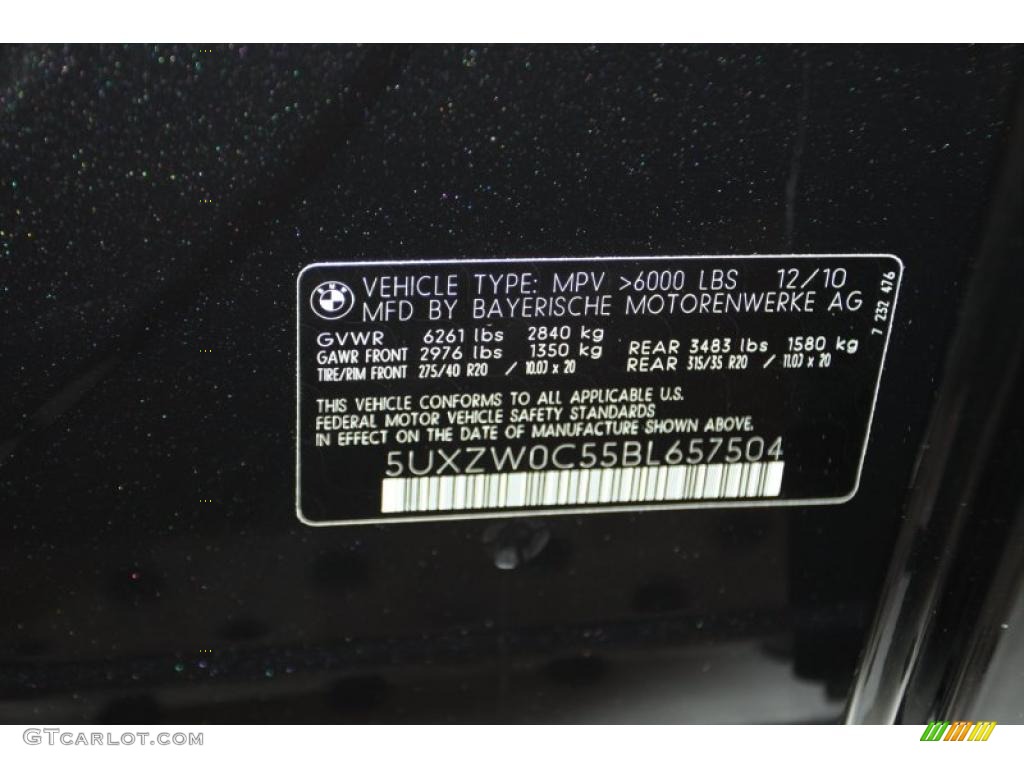 BMW
VEHICLE TYPE: MPV >6000 LBS 12/10
MFD BY BAYERISCHE MOTORENWERKE AG
7 232 476
GVWR 6261 lbs 2840 kg
GAWR FRONT 2976 lbs 1350 kg REAR 3483 lbs 1580 kg
TIRE/RIM FRONT 275/40 R20 / 10.0J x 20 REAR 315/35 R20 / 11.0J x 20
THIS VEHICLE CONFORMS TO ALL APPLICABLE U.S.
FEDERAL MOTOR VEHICLE SAFETY STANDARDS
IN EFFECT ON THE DATE OF MANUFACTURE SHOWN ABOVE.
5UXZW0C55BL657504
GTcarlot.com